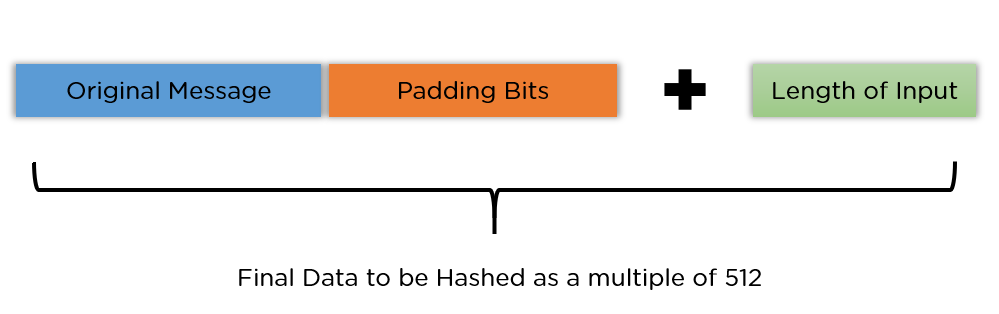 Original Message
Padding Bits
+
Length of Input
Final Data to be Hashed as a multiple of 512